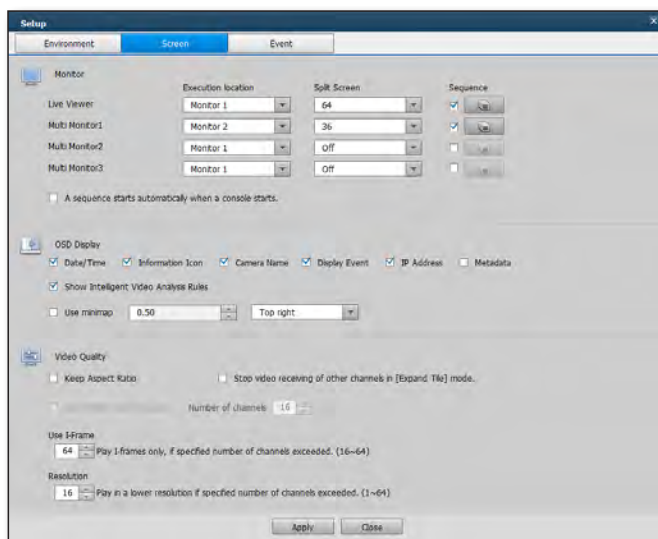 Setup
Environment Screen Event
Monitor
Execution location Split Screen Sequence
Live Viewer Monitor 1 64
Multi Monitor1 Monitor 2 36
Multi Monitor2 Monitor 1 Off
Multi Monitor3 Monitor 1 Off
A sequence starts automatically when a console starts.
OSD Display
Date/Time Information Icon Camera Name Display Event IP Address Metadata
Show Intelligent Video Analysis Rules
Use minimap 0.50 Top right
Video Quality
Keep Aspect Ratio Stop video receiving of other channels in [Expand Tile] mode.
Number of channels 16
Use I-Frame
64 Play I-frames only, if specified number of channels exceeded. (16~64)
Resolution
16 Play in a lower resolution if specified number of channels exceeded. (1~64)
Apply Close